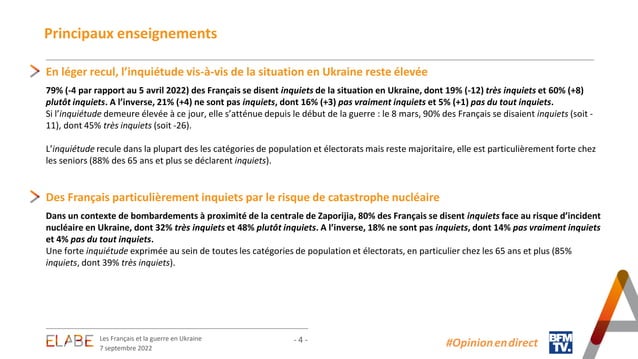 Principaux enseignements
En léger recul, l’inquiétude vis-à-vis de la situation en Ukraine reste élevée
79% (-4 par rapport au 5 avril 2022) des Français se disent inquiets de la situation en Ukraine, dont 19% (-12) très inquiets et 60% (+8)
plutôt inquiets. A l’inverse, 21% (+4) ne sont pas inquiets, dont 16% (+3) pas vraiment inquiets et 5% (+1) pas du tout inquiets.
Si l’inquiétude demeure élevée à ce jour, elle s’atténue depuis le début de la guerre : le 8 mars, 90% des Français se disaient inquiets (soit -
11), dont 45% très inquiets (soit -26).
L’inquiétude recule dans la plupart des les catégories de population et électorats mais reste majoritaire, elle est particulièrement forte chez
les seniors (88% des 65 ans et plus se déclarent inquiets).
Des Français particulièrement inquiets par le risque de catastrophe nucléaire
Dans un contexte de bombardements à proximité de la centrale de Zaporijia, 80% des Français se disent inquiets face au risque d’incident
nucléaire en Ukraine, dont 32% très inquiets et 48% plutôt inquiets. A l’inverse, 18% ne sont pas inquiets, dont 14% pas vraiment inquiets
et 4% pas du tout inquiets.
Une forte inquiétude exprimée au sein de toutes les catégories de population et électorats, en particulier chez les 65 ans et plus (85%
inquiets, dont 39% très inquiets).
ELABE
Les Français et la guerre en Ukraine
7 septembre 2022
- 4 -
#Opinion en direct
BFM
TV.